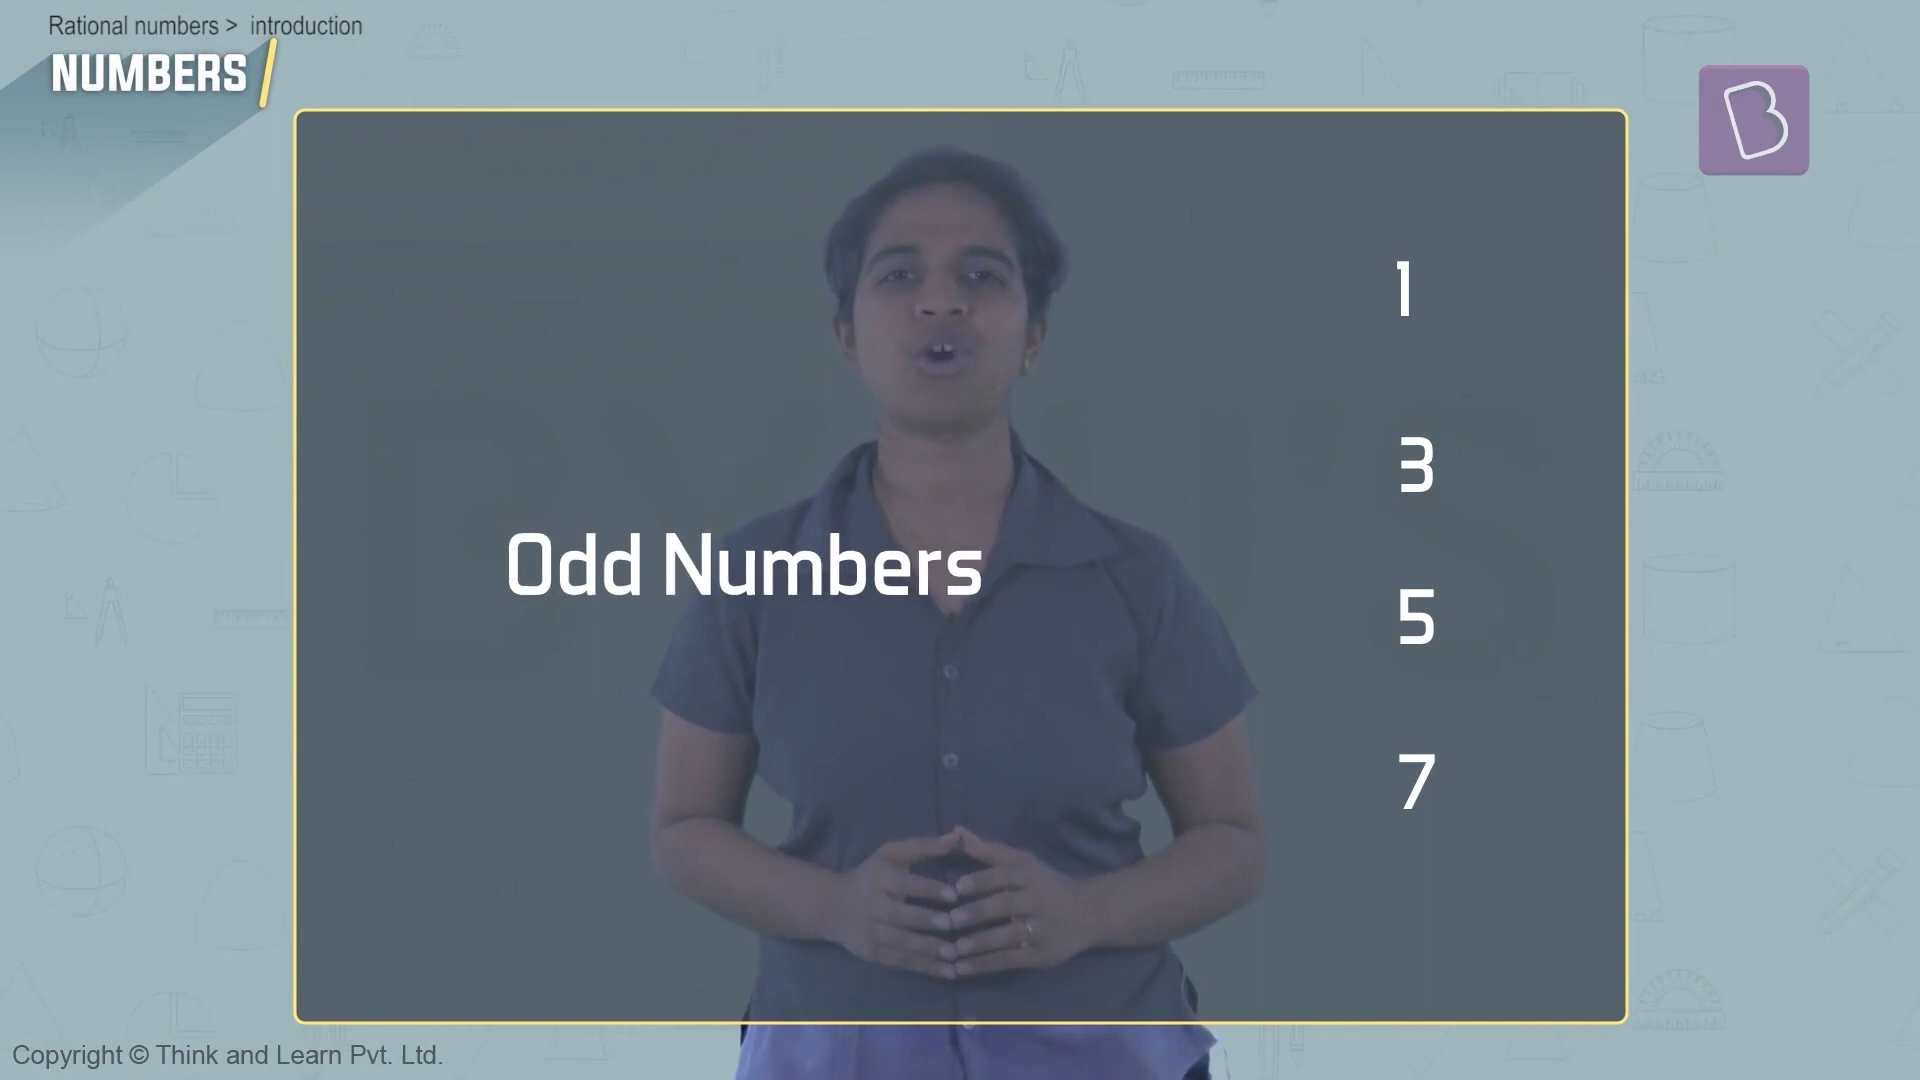 Rational numbers > introduction
NUMBERS
B
1
3
Odd Numbers
5
7
Copyright © Think and Learn Pvt. Ltd.